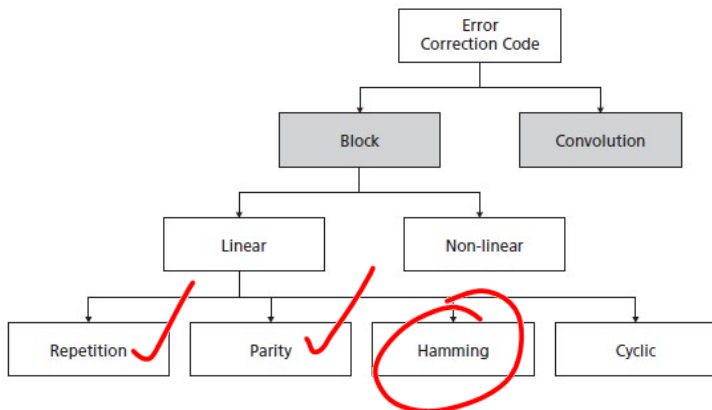 Error
Correction Code
Block
Convolution
Linear
Non-linear
Repetition
Parity
Hamming
Cyclic